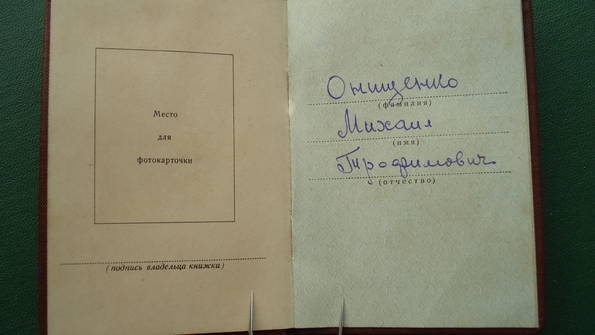 Место
для
фотокарточки
(подпись владельца книжки)
Онищенко
(фамилия)
Михаил
(имя)
Трофимович
(отчество)